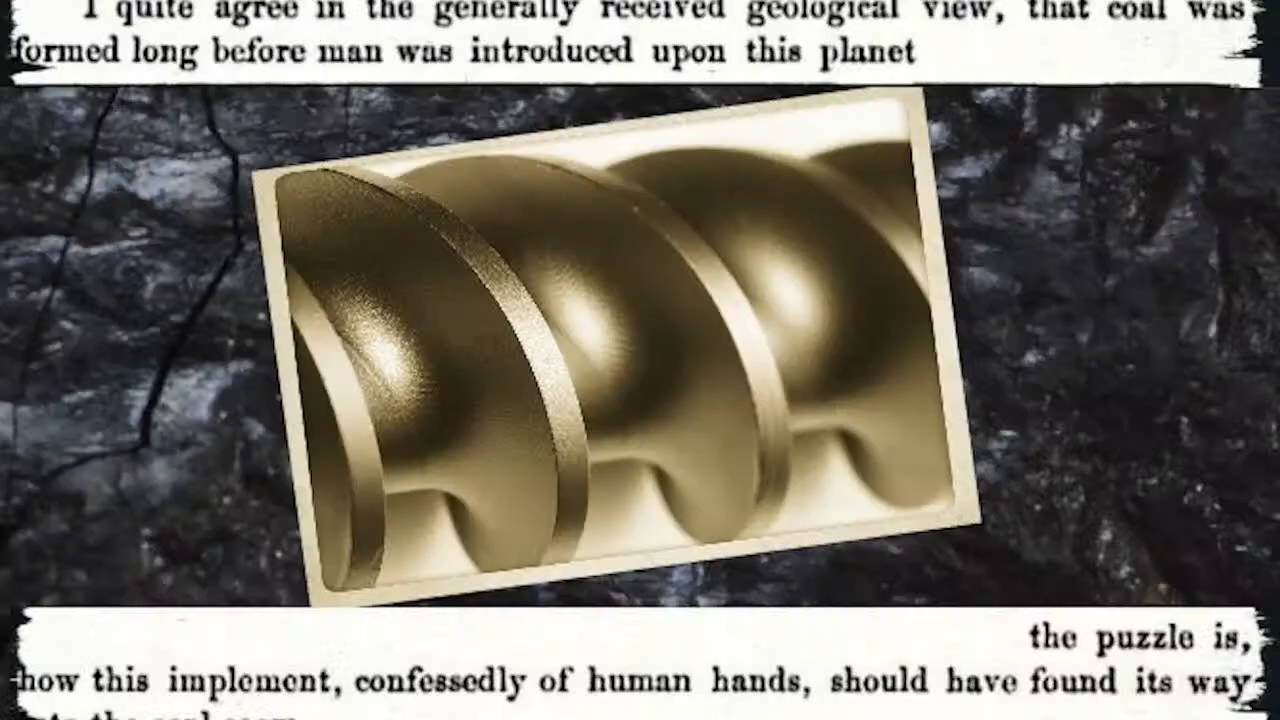 I quite agree in the generally received geological view, that coal was
formed long before man was introduced upon this planet
the puzzle is,
how this implement, confessedly of human hands, should have found its way